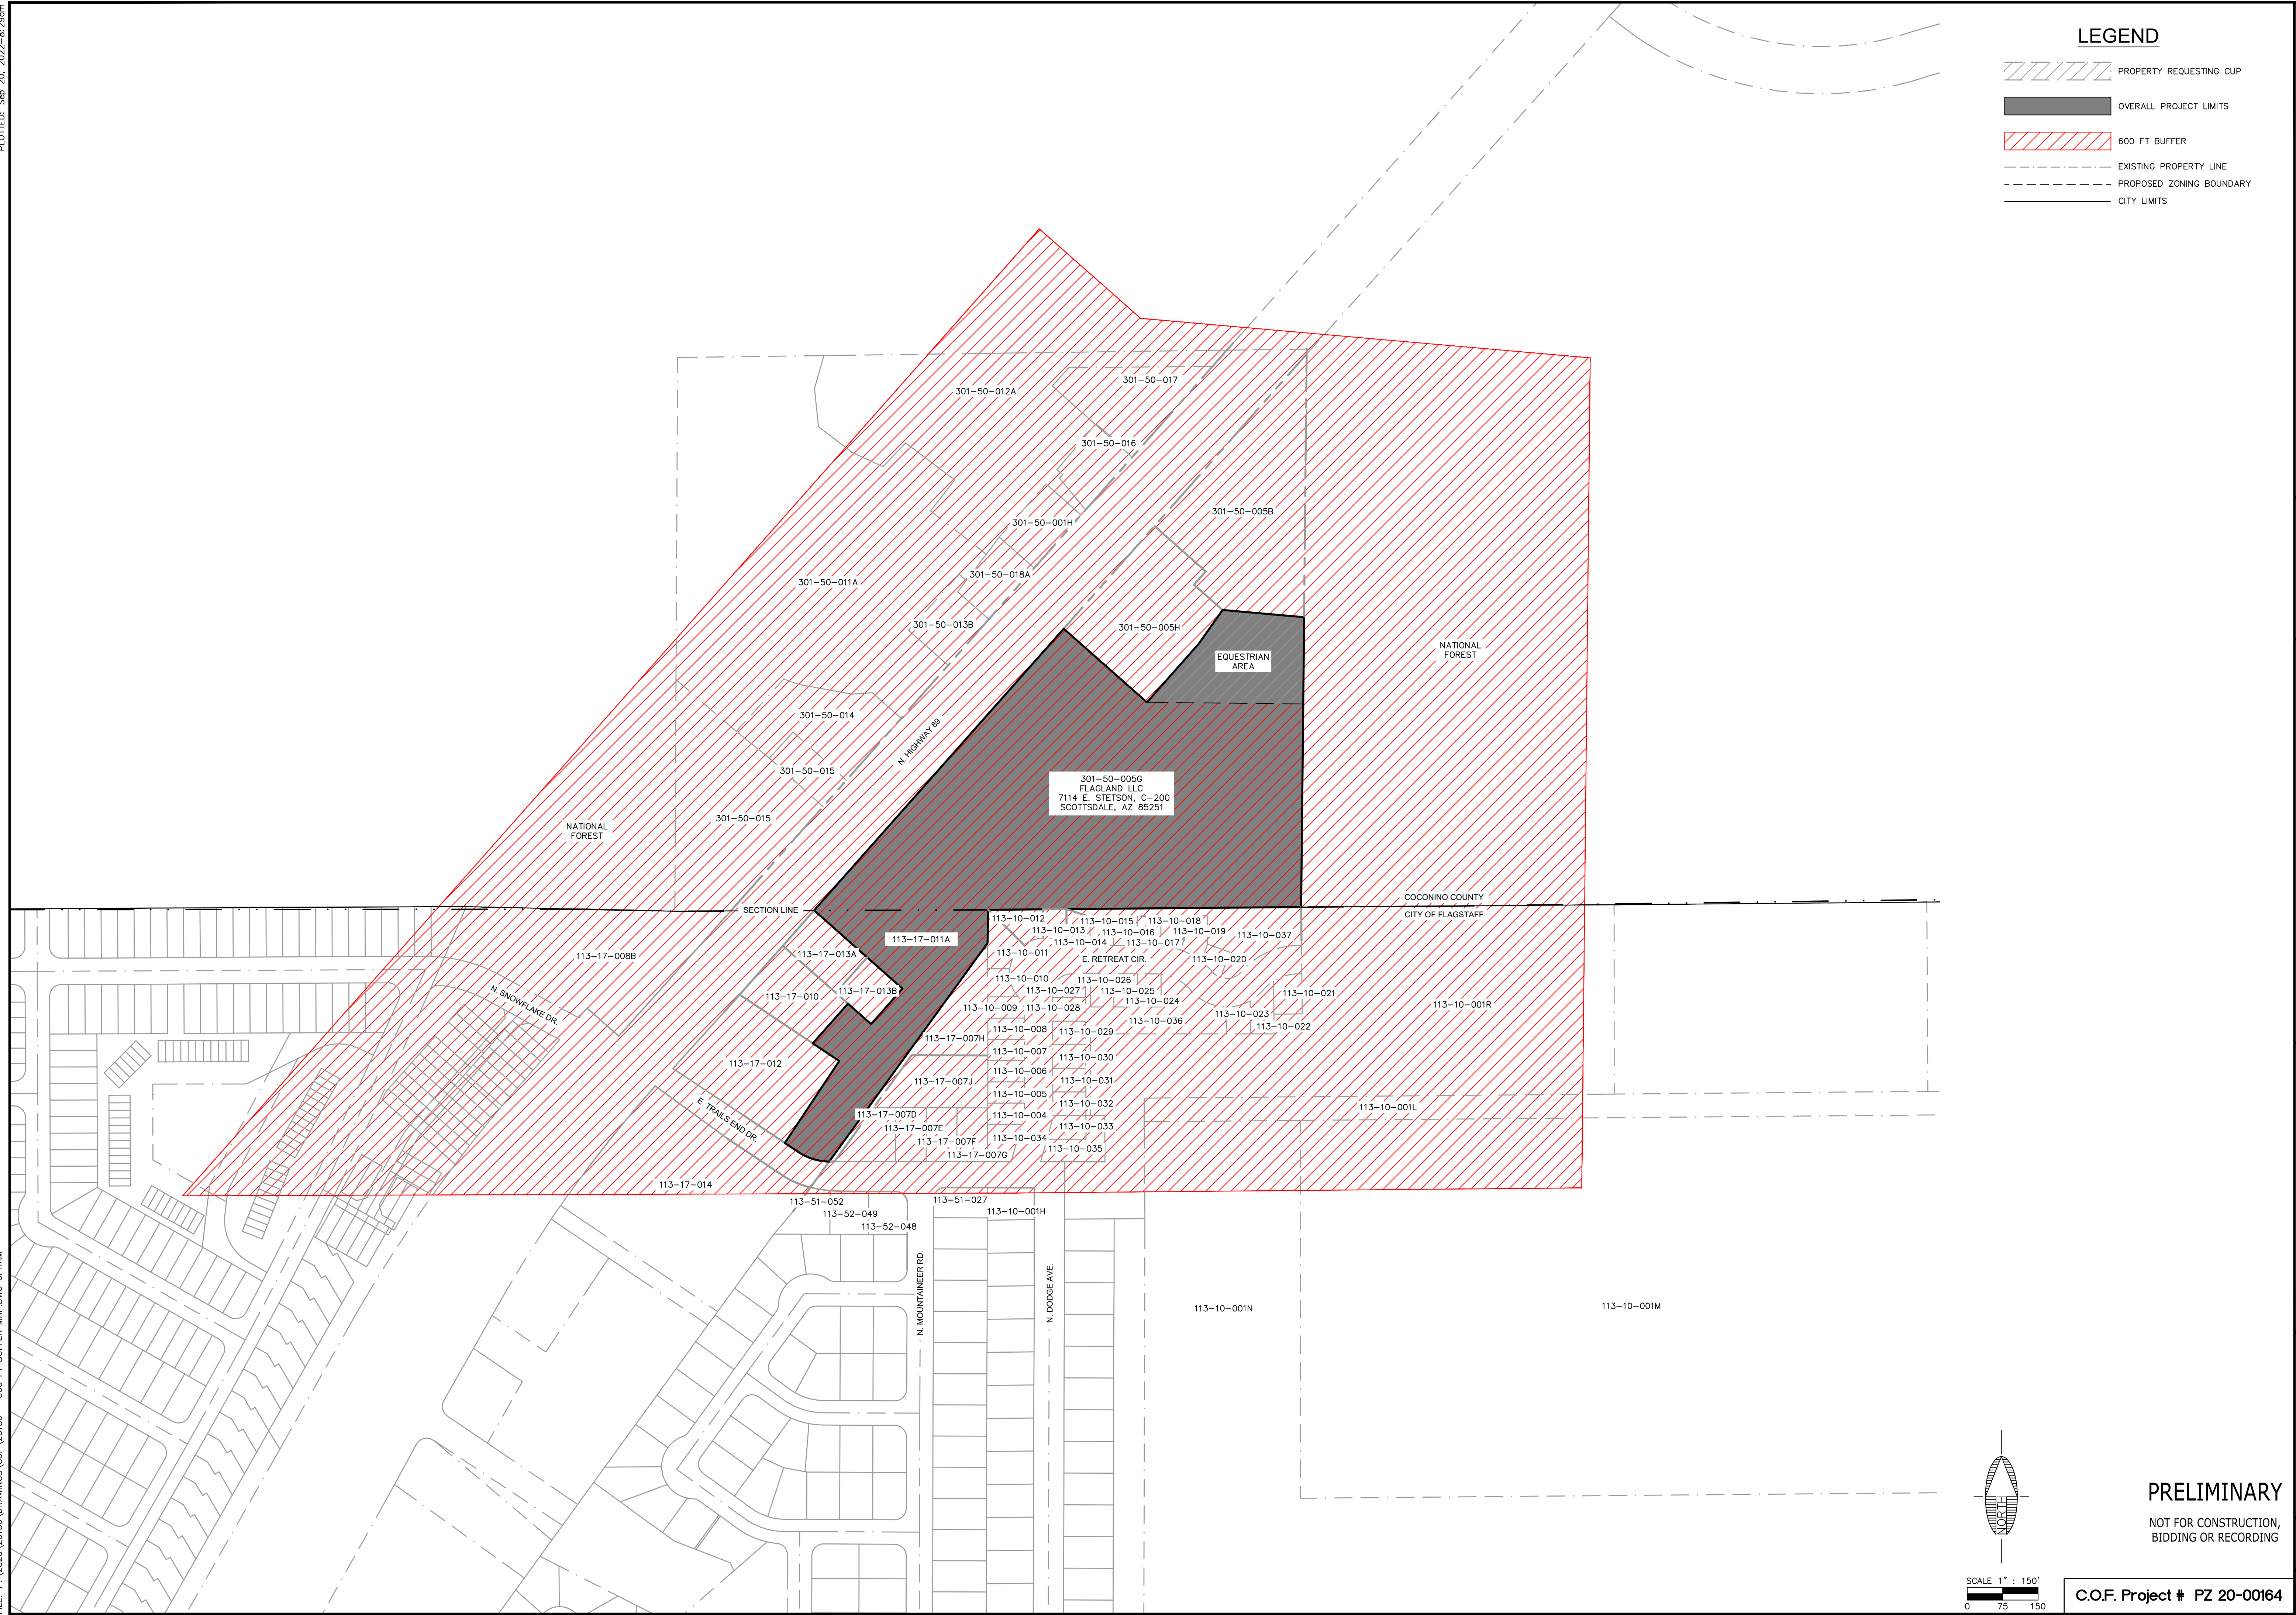 PLOTTED: Sep 20, 2022-8:29am
LEGEND
PROPERTY REQUESTING CUP
OVERALL PROJECT LIMITS
600 FT BUFFER
EXISTING PROPERTY LINE
PROPOSED ZONING BOUNDARY
CITY LIMITS
301-50-017
301-50-012A
301-50-016
301-50-005B
301-50-001H
301-50-018A
301-50-011A
301-50-013B
301-50-005H
EQUESTRIAN
AREA
NATIONAL
FOREST
301-50-014
N. HIGHWAY 89
301-50-015
301-50-005G
FLAGLAND LLC
7114 E. STETSON, C-200
SCOTTSDALE, AZ 85251
301-50-015
NATIONAL
FOREST
COCONINO COUNTY
SECTION LINE
CITY OF FLAGSTAFF
113-10-012
113-10-015
113-10-018
113-10-013
113-10-016
113-10-019
113-10-037
113-17-011A
113-10-014
113-10-017
113-17-013A
113-10-011
E. RETREAT CIR.
113-10-020
113-17-008B
113-10-010
113-10-026
113-17-013B
113-10-027
113-10-025
113-10-021
113-17-010
113-10-024
N. SNOWFLAKE DR.
113-10-009
113-10-028
113-10-001R
113-10-023
113-10-036
113-10-022
113-10-008
113-10-029
113-17-007H
113-10-007
113-10-030
113-17-012
113-10-006
113-17-007J
113-10-031
113-10-005
113-10-032
113-10-001L
E. TRAILS END DR.
113-17-007D
113-10-004
113-17-007E
113-10-033
113-17-007F
113-10-034
113-17-007G
113-10-035
113-17-014
113-51-052
113-51-027
113-52-049
113-10-001H
113-52-048
N. MOUNTAINEER RD.
N. DODGE AVE.
113-10-001N
113-10-001M
NORTH
PRELIMINARY
NOT FOR CONSTRUCTION,
BIDDING OR RECORDING
SCALE 1" : 150'
0 75 150
C.O.F. Project # PZ 20-00164